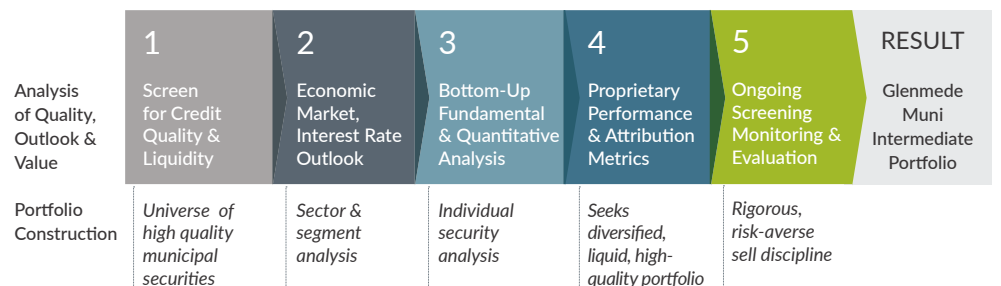 1
2
3
4
5
RESULT
Analysis
of Quality,
Outlook &
Value
Screen
for Credit
Quality &
Liquidity
Economic
Market,
Interest Rate
Outlook
Bottom-Up
Fundamental
& Quantitative
Analysis
Proprietary
Performance
& Attribution
Metrics
Ongoing
Screening
Monitoring &
Evaluation
Glenmede
Muni
Intermediate
Portfolio
Portfolio
Construction
Universe of
high quality
municipal
securities
Sector &
segment
analysis
Individual
security
analysis
Seeks
diversified,
liquid, high-
quality portfolio
Rigorous,
risk-averse
sell discipline